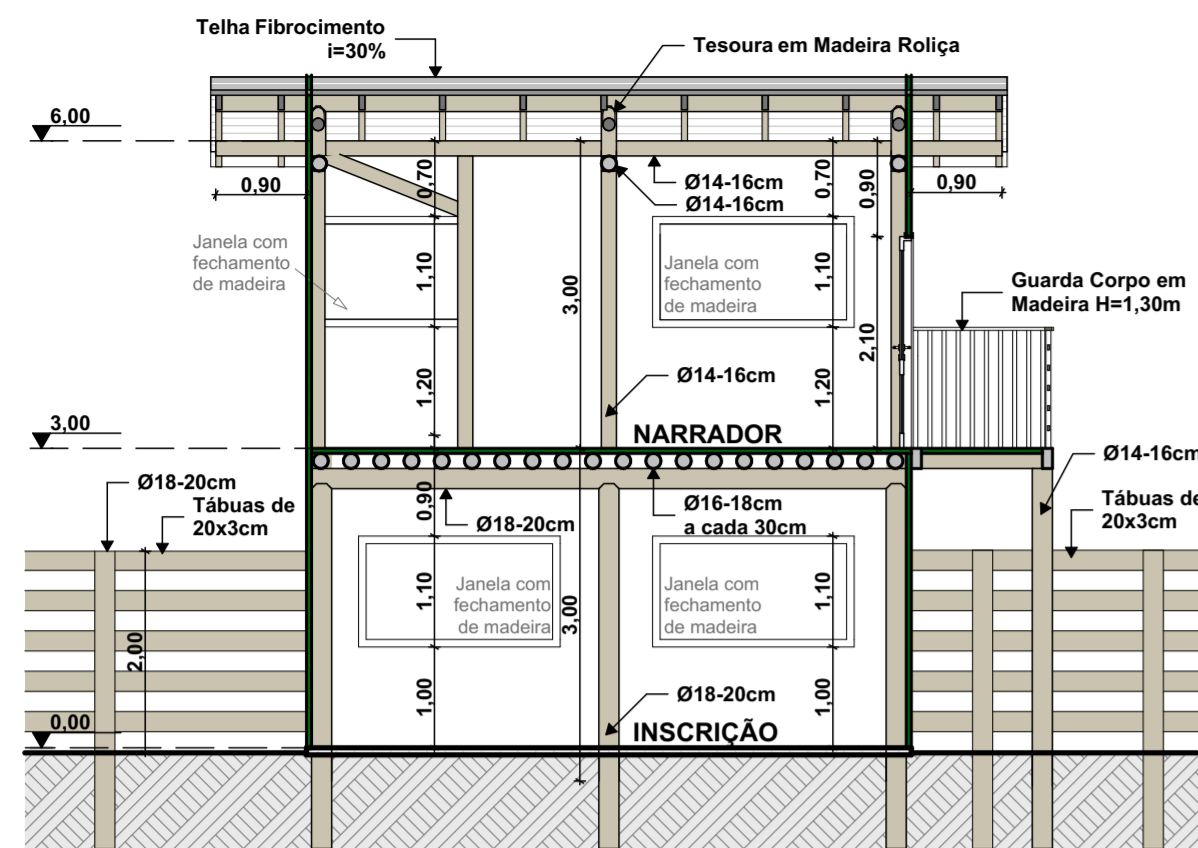 Telha Fibrocimento
i=30%
Tesoura em Madeira Roliça
6,00
0,90
0,70
Ø14-16cm
Ø14-16cm
0,70
0,90
0,90
Janela com
fechamento
de madeira
1,10
3,00
Janela com
fechamento
de madeira
1,10
Guarda Corpo em
Madeira H=1,30m
2,10
1,20
Ø14-16cm
1,20
3,00
NARRADOR
Ø14-16cm
Ø18-20cm
Tábuas de
20x3cm
0,90
Ø18-20cm
Ø16-18cm
a cada 30cm
Tábuas de
20x3cm
1,10
Janela com
fechamento
de madeira
3,00
Janela com
fechamento
de madeira
1,10
2,00
1,00
Ø18-20cm
1,00
0,00
INSCRIÇÃO